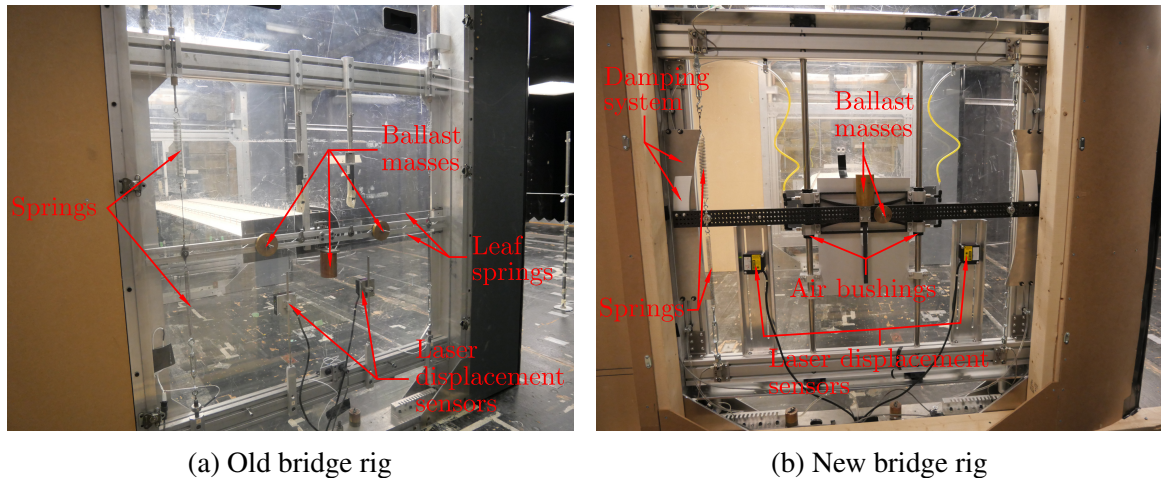 Ballast
masses
Springs
Leaf
springs
Laser
displacement
sensors
(a) Old bridge rig
Damping
system
Ballast
masses
Springs
Air bushings
Laser displacement
sensors
(b) New bridge rig